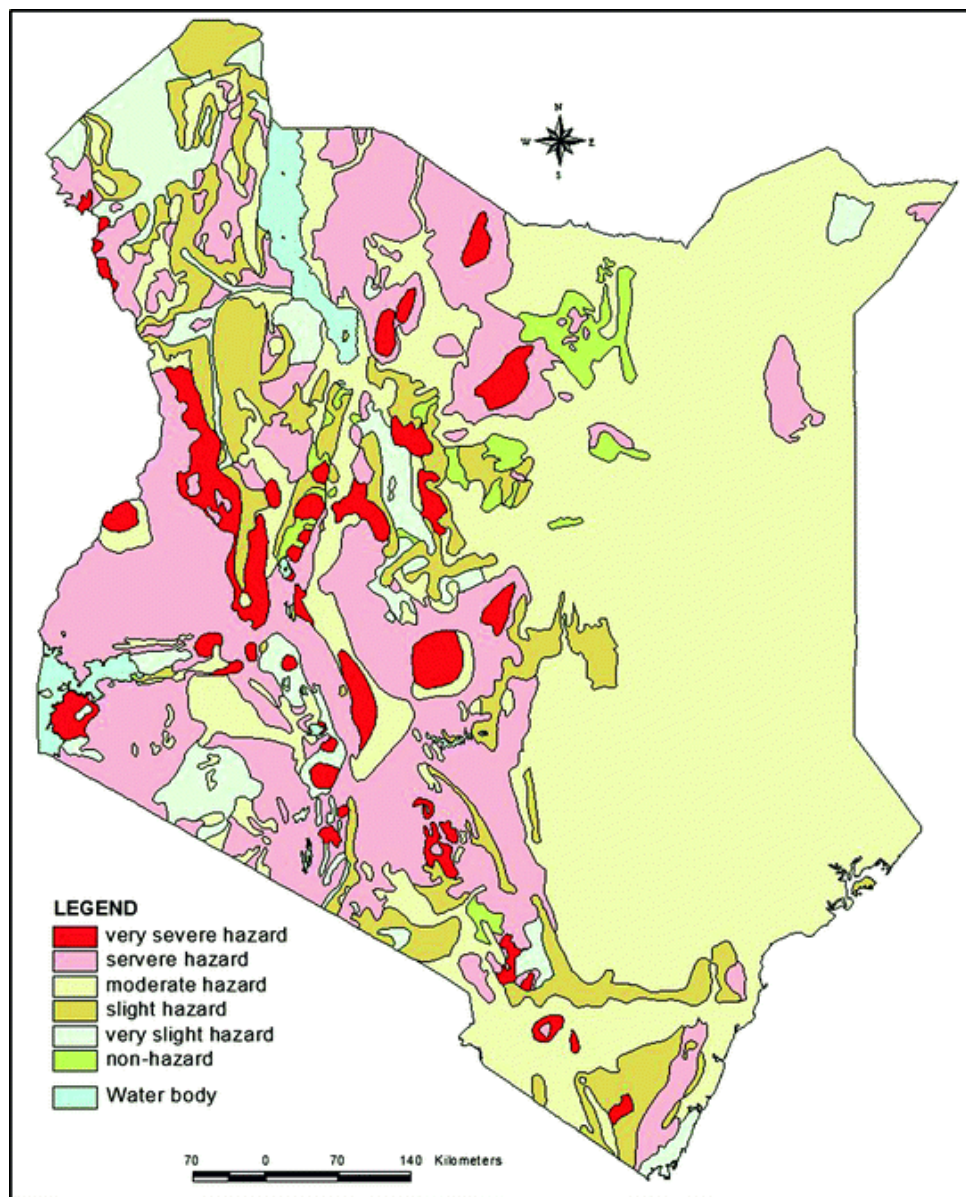 N
W E
S
LEGEND
very severe hazard
servere hazard
moderate hazard
slight hazard
very slight hazard
non-hazard
Water body
70 0 70 140 Kilometers